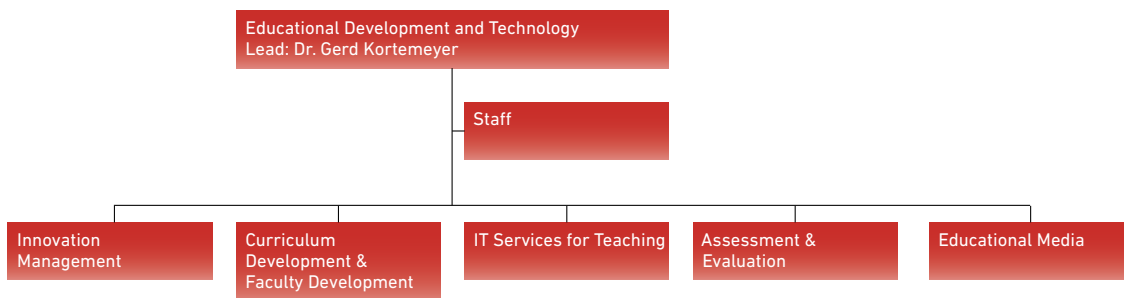 Educational Development and Technology
Lead: Dr. Gerd Kortemeyer
Staff
Innovation
Management
Curriculum
Development &
Faculty Development
IT Services for Teaching
Assessment &
Evaluation
Educational Media